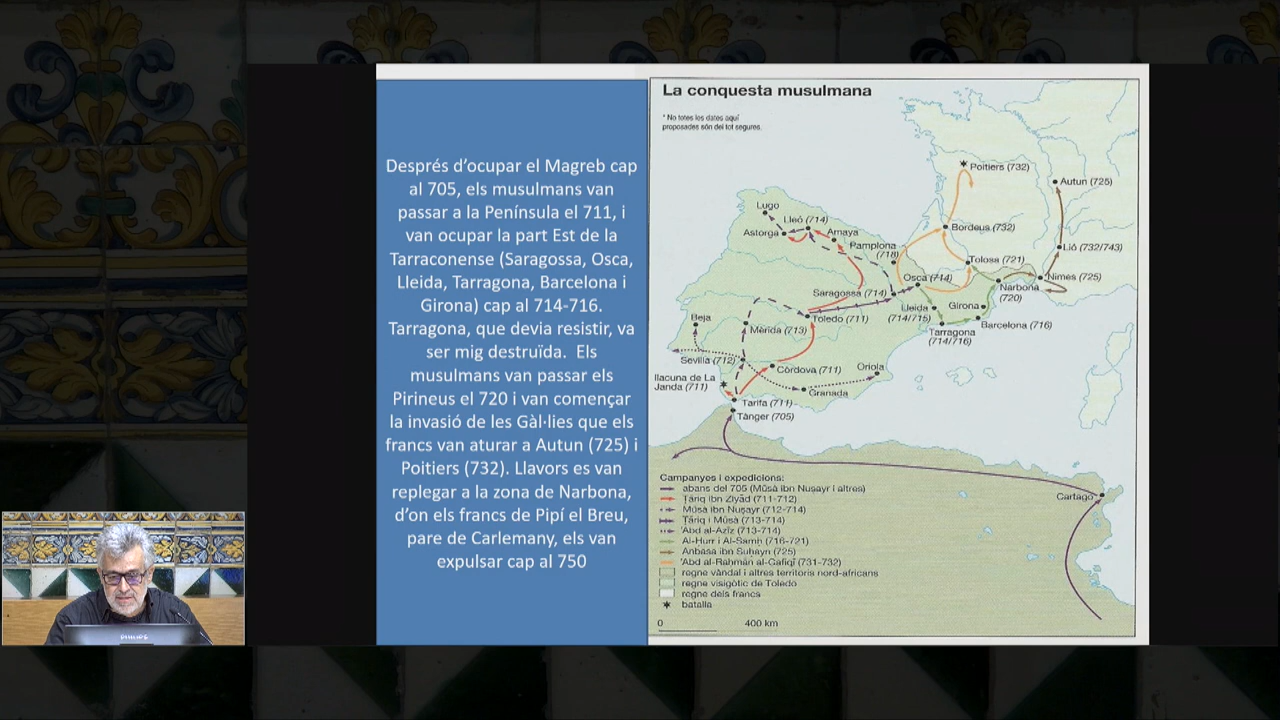 Després d'ocupar el Magreb cap
al 705, els musulmans van
passar a la Península el 711, i
van ocupar la part Est de la
Tarraconense (Saragossa, Osca,
Lleida, Tarragona, Barcelona i
Girona) cap al 714-716.
Tarragona, que devia resistir, va
ser mig destruïda. Els
musulmans van passar els
Pirineus el 720 i van començar
la invasió de les Gàl·lies que els
francs van aturar a Autun (725) i
Poitiers (732). Llavors es van
replegar a la zona de Narbona,
d'on els francs de Pipí el Breu,
pare de Carlemany, els van
expulsar cap al 750
La conquesta musulmana
* No totes les dates aquí
proposades són del tot segures.
Poitiers (732)
Autun (725)
Lugo
Lleó (714)
Astorga
Amaya
Bordeus (732)
Pamplona
(718)
Lió (732/743)
Tolosa (721)
Osca (714)
Nimes (725)
Narbona
(720)
Saragossa (714)
Lleida
(714/715)
Girona
Beja
Toledo (711)
Barcelona (716)
Mèrida (713)
Tarragona
(714/716)
Sevilla (712)
Còrdova (711)
Oriola
llacuna de La
Janda (711)
Granada
Tarifa (711)
Tànger (705)
Cartago
Campanyes i expedicions:
abans del 705 (Mūsà ibn Nuṣayr i altres)
Ṭāriq ibn Ziyād (711-712)
Mūsà ibn Nuṣayr (712-714)
Ṭāriq i Mūsà (713-714)
ʿAbd al-ʿAzīz (713-714)
Al-Ḥurr i Al-Samḥ (716-721)
Anbasa ibn Suḥaym (725)
ʿAbd al-Raḥmān al-Gafiqī (731-732)
regne vàndal i altres territoris nord-africans
regne visigòtic de Toledo
regne dels francs
batalla
0 400 km
PHILIPS